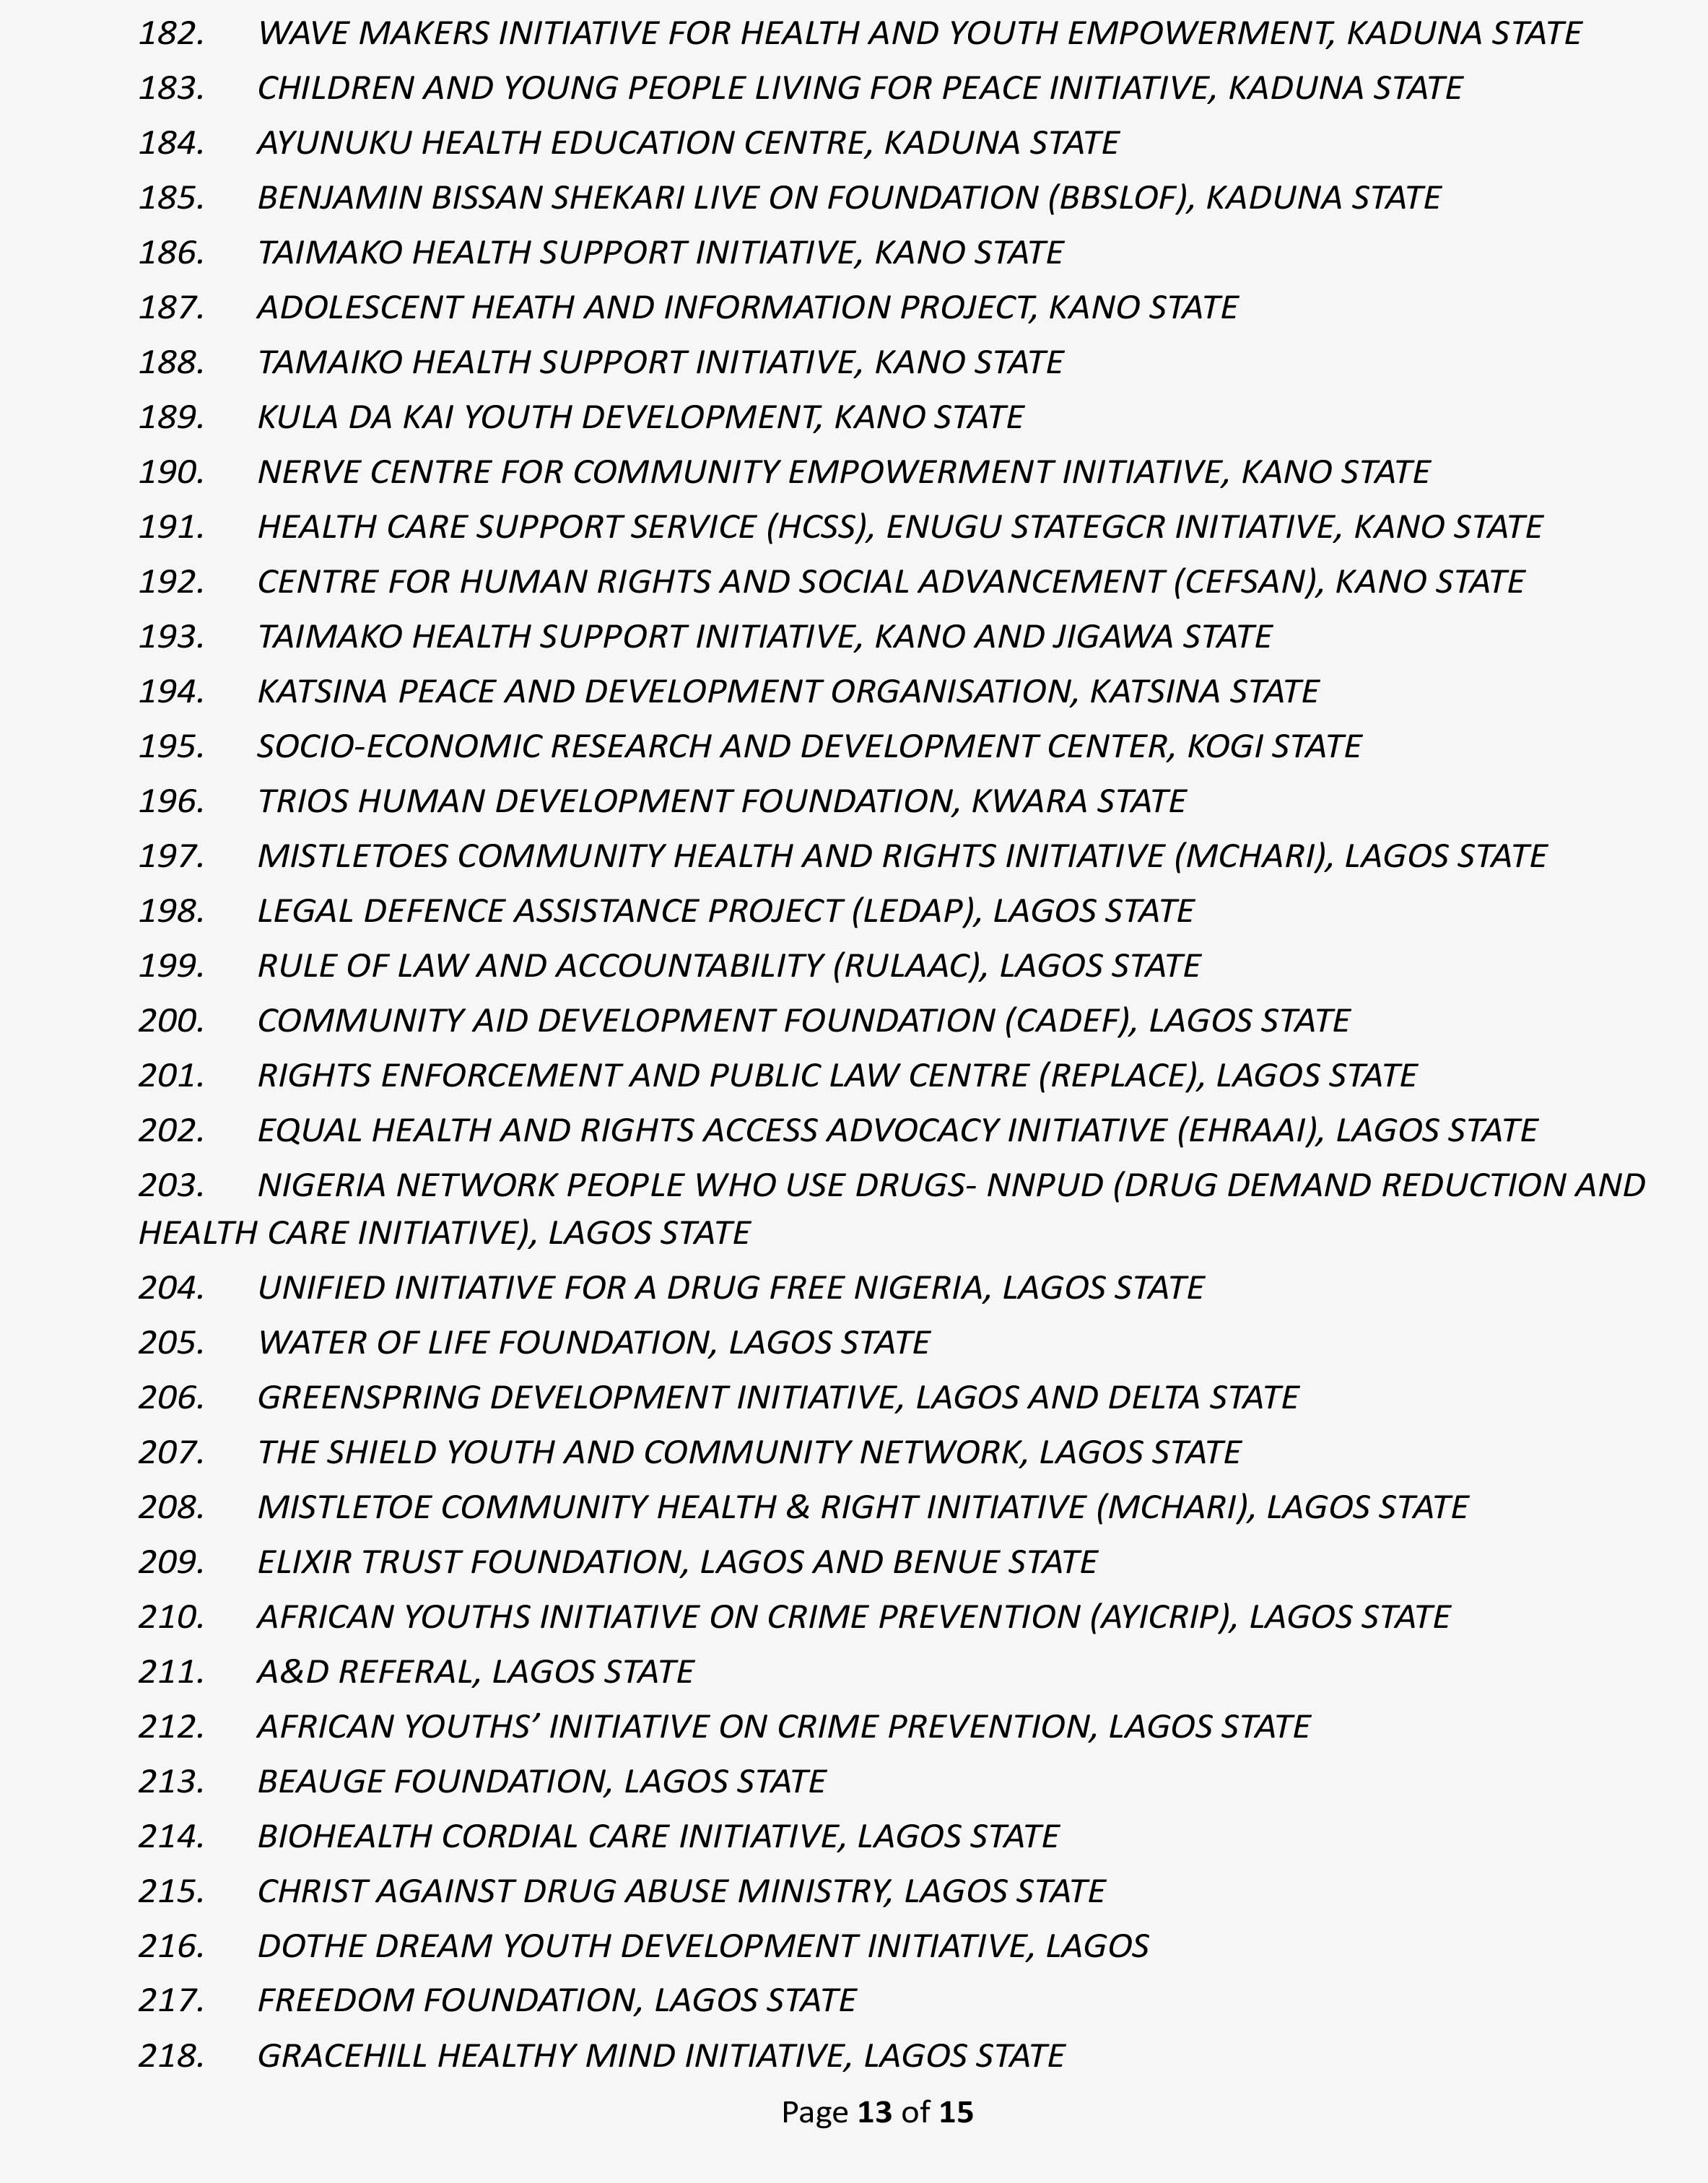 182. WAVE MAKERS INITIATIVE FOR HEALTH AND YOUTH EMPOWERMENT, KADUNA STATE
183. CHILDREN AND YOUNG PEOPLE LIVING FOR PEACE INITIATIVE, KADUNA STATE
184. AYUNUKU HEALTH EDUCATION CENTRE, KADUNA STATE
185. BENJAMIN BISSAN SHEKARI LIVE ON FOUNDATION (BBSLOF), KADUNA STATE
186. TAIMAKO HEALTH SUPPORT INITIATIVE, KANO STATE
187. ADOLESCENT HEATH AND INFORMATION PROJECT, KANO STATE
188. TAMAIKO HEALTH SUPPORT INITIATIVE, KANO STATE
189. KULA DA KAI YOUTH DEVELOPMENT, KANO STATE
190. NERVE CENTRE FOR COMMUNITY EMPOWERMENT INITIATIVE, KANO STATE
191. HEALTH CARE SUPPORT SERVICE (HCSS), ENUGU STATEGCR INITIATIVE, KANO STATE
192. CENTRE FOR HUMAN RIGHTS AND SOCIAL ADVANCEMENT (CEFSAN), KANO STATE
193. TAIMAKO HEALTH SUPPORT INITIATIVE, KANO AND JIGAWA STATE
194. KATSINA PEACE AND DEVELOPMENT ORGANISATION, KATSINA STATE
195. SOCIO-ECONOMIC RESEARCH AND DEVELOPMENT CENTER, KOGI STATE
196. TRIOS HUMAN DEVELOPMENT FOUNDATION, KWARA STATE
197. MISTLETOES COMMUNITY HEALTH AND RIGHTS INITIATIVE (MCHARI), LAGOS STATE
198. LEGAL DEFENCE ASSISTANCE PROJECT (LEDAP), LAGOS STATE
199. RULE OF LAW AND ACCOUNTABILITY (RULAAC), LAGOS STATE
200. COMMUNITY AID DEVELOPMENT FOUNDATION (CADEF), LAGOS STATE
201. RIGHTS ENFORCEMENT AND PUBLIC LAW CENTRE (REPLACE), LAGOS STATE
202. EQUAL HEALTH AND RIGHTS ACCESS ADVOCACY INITIATIVE (EHRAAI), LAGOS STATE
203. NIGERIA NETWORK PEOPLE WHO USE DRUGS- NNPUD (DRUG DEMAND REDUCTION AND
HEALTH CARE INITIATIVE), LAGOS STATE
204. UNIFIED INITIATIVE FOR A DRUG FREE NIGERIA, LAGOS STATE
205. WATER OF LIFE FOUNDATION, LAGOS STATE
206. GREENSPRING DEVELOPMENT INITIATIVE, LAGOS AND DELTA STATE
207. THE SHIELD YOUTH AND COMMUNITY NETWORK, LAGOS STATE
208. MISTLETOE COMMUNITY HEALTH & RIGHT INITIATIVE (MCHARI), LAGOS STATE
209. ELIXIR TRUST FOUNDATION, LAGOS AND BENUE STATE
210. AFRICAN YOUTHS INITIATIVE ON CRIME PREVENTION (AYICRIP), LAGOS STATE
211. A&D REFERAL, LAGOS STATE
212. AFRICAN YOUTHS’ INITIATIVE ON CRIME PREVENTION, LAGOS STATE
213. BEAUGE FOUNDATION, LAGOS STATE
214. BIOHEALTH CORDIAL CARE INITIATIVE, LAGOS STATE
215. CHRIST AGAINST DRUG ABUSE MINISTRY, LAGOS STATE
216. DOTHE DREAM YOUTH DEVELOPMENT INITIATIVE, LAGOS
217. FREEDOM FOUNDATION, LAGOS STATE
218. GRACEHILL HEALTHY MIND INITIATIVE, LAGOS STATE
Page 13 of 15